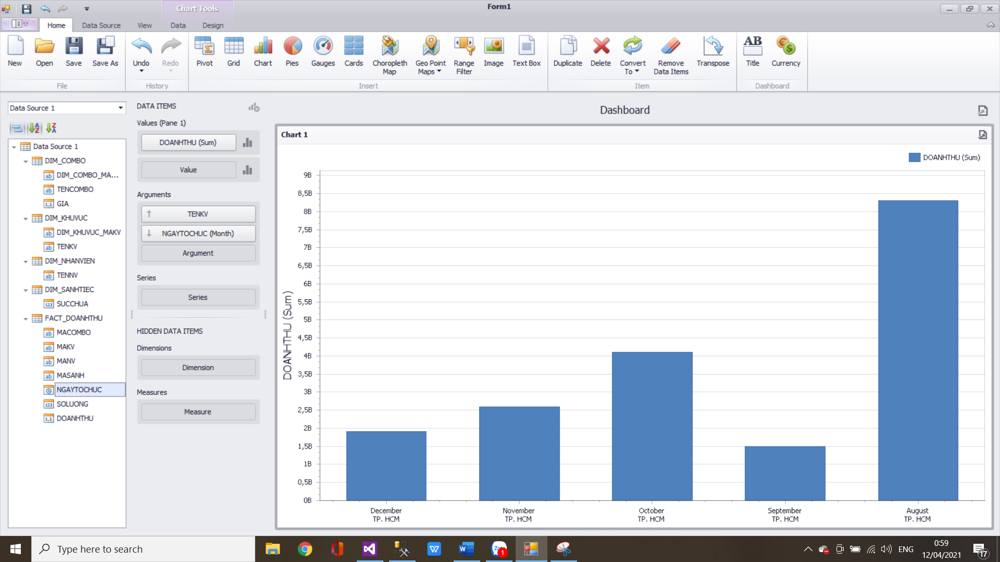 Chart Tools
Form1
Home
Data Source
View
Data
Design
New
Open
Save
Save As
Undo
Redo
Pivot
Grid
Chart
Pies
Gauges
Cards
Choropleth
Map
Geo Point
Maps
Range
Filter
Image
Text Box
Duplicate
Delete
Convert
To
Remove
Data Items
Transpose
AB
Title
Currency
File
History
Insert
Item
Dashboard
Data Source 1
Data Source 1
DIM_COMBO
DIM_COMBO_MA...
TENCOMBO
GIA
DIM_KHUVUC
DIM_KHUVUC_MAKV
TENKV
DIM_NHANVIEN
TENNV
DIM_SANHTIEC
SUCCHUA
FACT_DOANHTHU
MACOMBO
MAKV
MANV
MASANH
NGAYTOCHUC
SOLUONG
DOANHTHU
DATA ITEMS
Values (Pane 1)
DOANHTHU (Sum)
Value
Arguments
TENKV
NGAYTOCHUC (Month)
Argument
Series
Series
HIDDEN DATA ITEMS
Dimensions
Dimension
Measures
Measure
Dashboard
Chart 1
DOANHTHU (Sum)
DOANHTHU (Sum)
9B
8,5B
8B
7,5B
7B
6,5B
6B
5,5B
5B
4,5B
4B
3,5B
3B
2,5B
2B
1,5B
1B
0,5B
0B
December
TP. HCM
November
TP. HCM
October
TP. HCM
September
TP. HCM
August
TP. HCM
Type here to search
1
ENG
0:59
12/04/2021
17